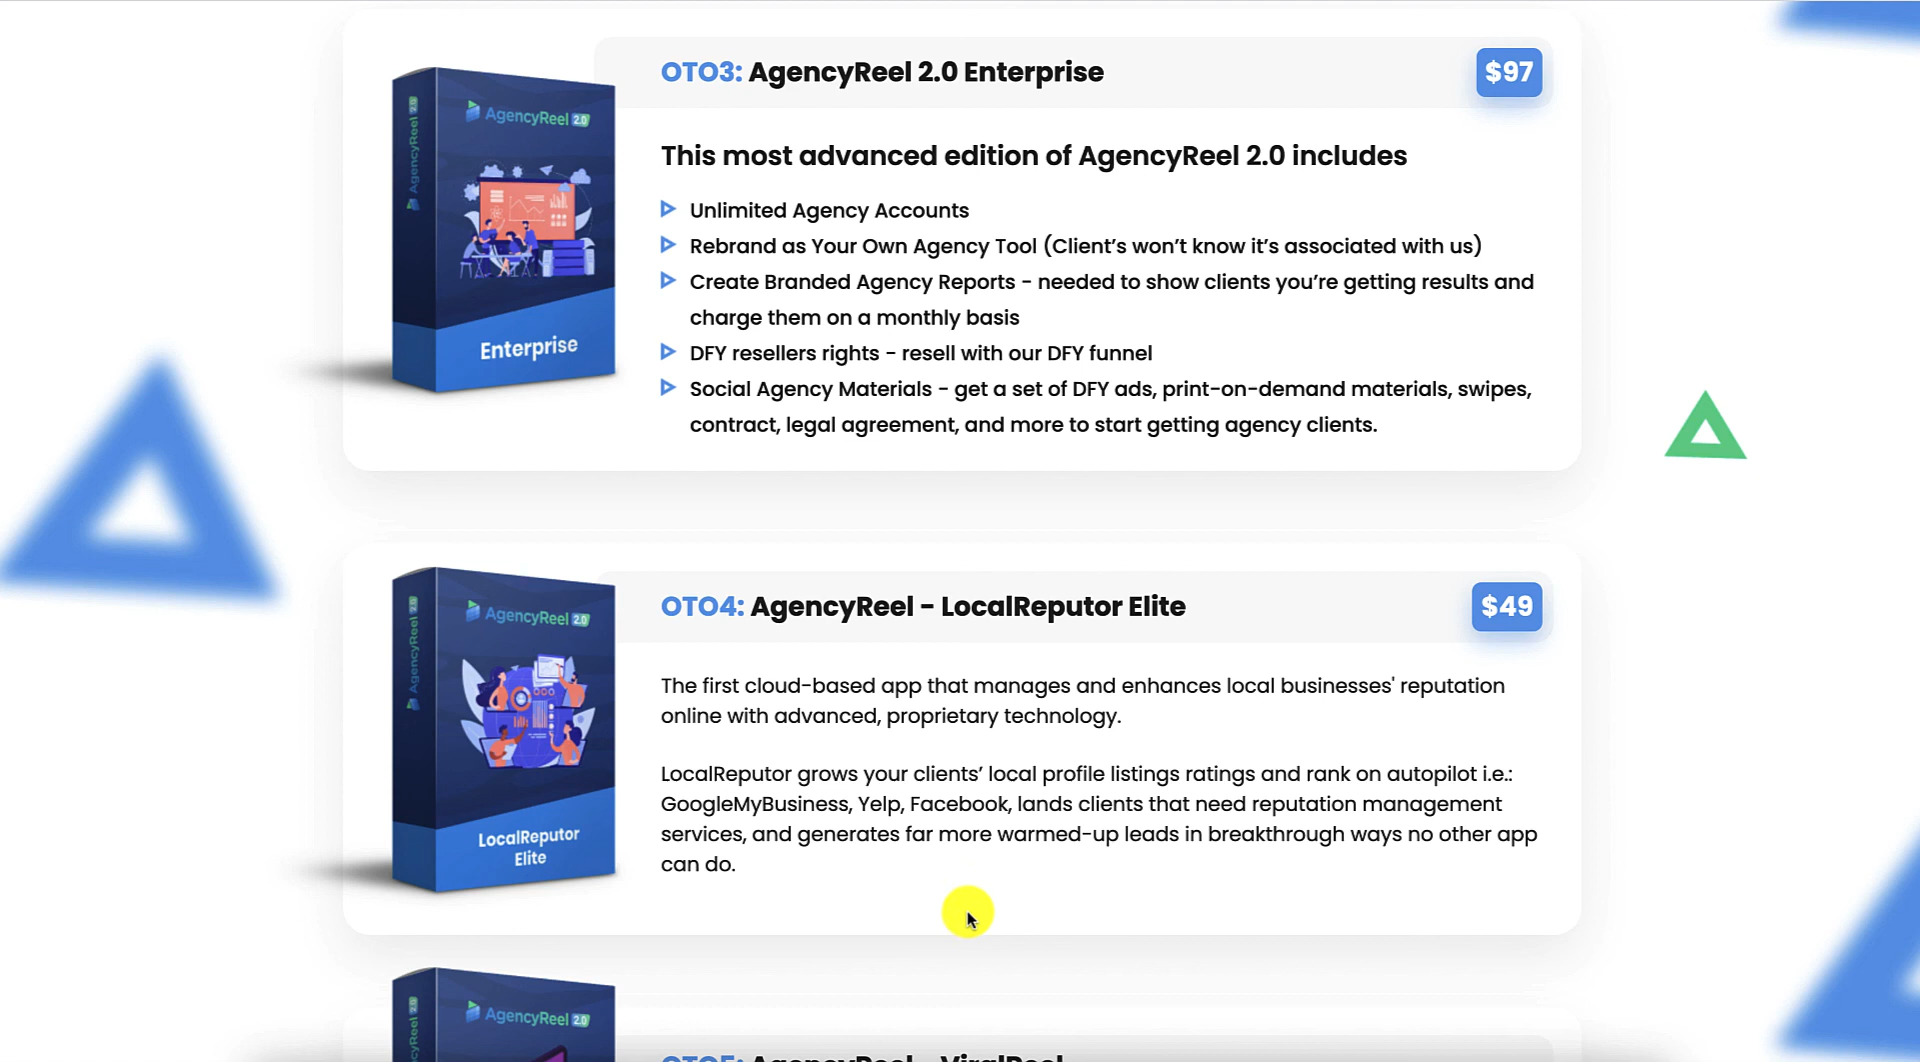 OTO3: AgencyReel 2.0 Enterprise
$97
AgencyReel 2.0
AgencyReel 2.0
Enterprise
This most advanced edition of AgencyReel 2.0 includes
Unlimited Agency Accounts
Rebrand as Your Own Agency Tool (Client’s won’t know it’s associated with us)
Create Branded Agency Reports - needed to show clients you’re getting results and
charge them on a monthly basis
DFY resellers rights - resell with our DFY funnel
Social Agency Materials - get a set of DFY ads, print-on-demand materials, swipes,
contract, legal agreement, and more to start getting agency clients.
OTO4: AgencyReel - LocalReputor Elite
$49
AgencyReel 2.0
AgencyReel 2.0
LocalReputor
Elite
The first cloud-based app that manages and enhances local businesses' reputation
online with advanced, proprietary technology.
LocalReputor grows your clients’ local profile listings ratings and rank on autopilot i.e.:
GoogleMyBusiness, Yelp, Facebook, lands clients that need reputation management
services, and generates far more warmed-up leads in breakthrough ways no other app
can do.
AgencyReel 2.0
OTO5: AgencyReel - ViralReel